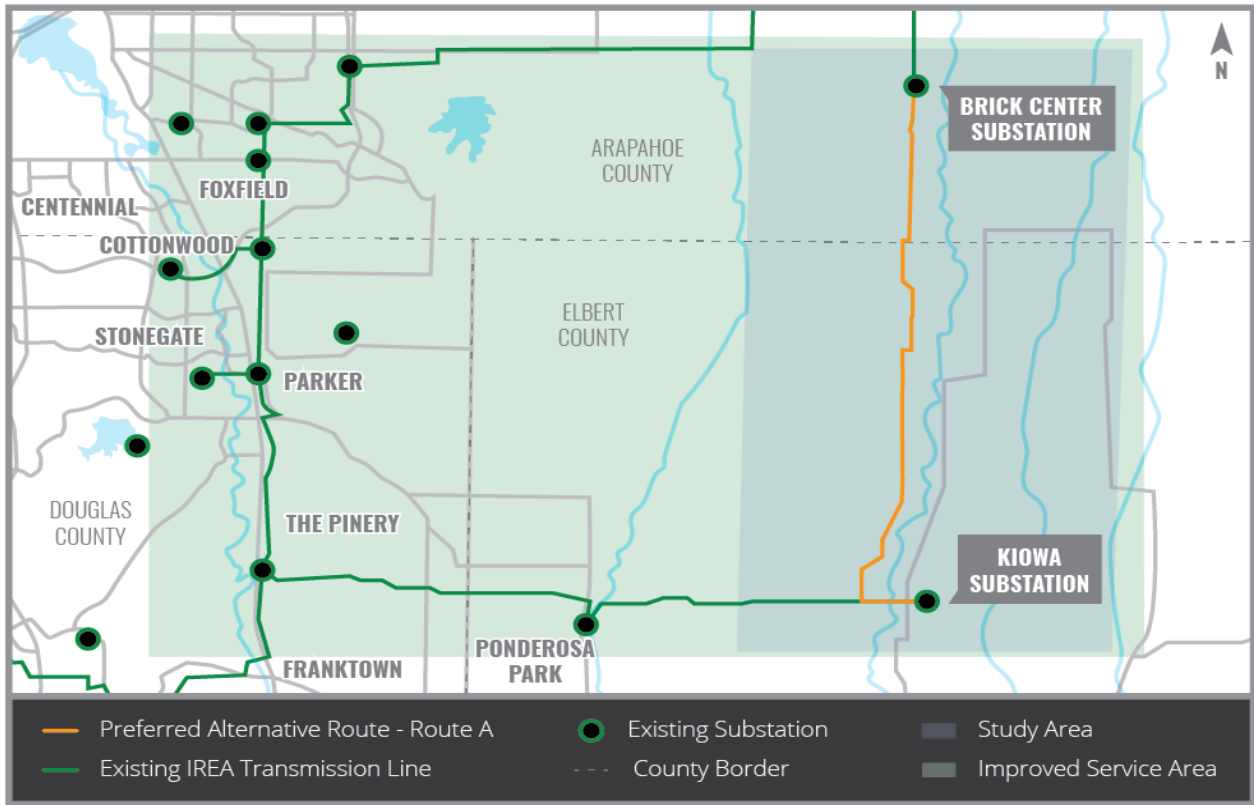 N
BRICK CENTER
SUBSTATION
ARAPAHOE
COUNTY
FOXFIELD
CENTENNIAL
COTTONWOOD
ELBERT
COUNTY
STONEGATE
PARKER
DOUGLAS
COUNTY
THE PINERY
KIOWA
SUBSTATION
PONDEROSA
PARK
FRANKTOWN
Preferred Alternative Route - Route A
Existing Substation
Study Area
Existing IREA Transmission Line
County Border
Improved Service Area